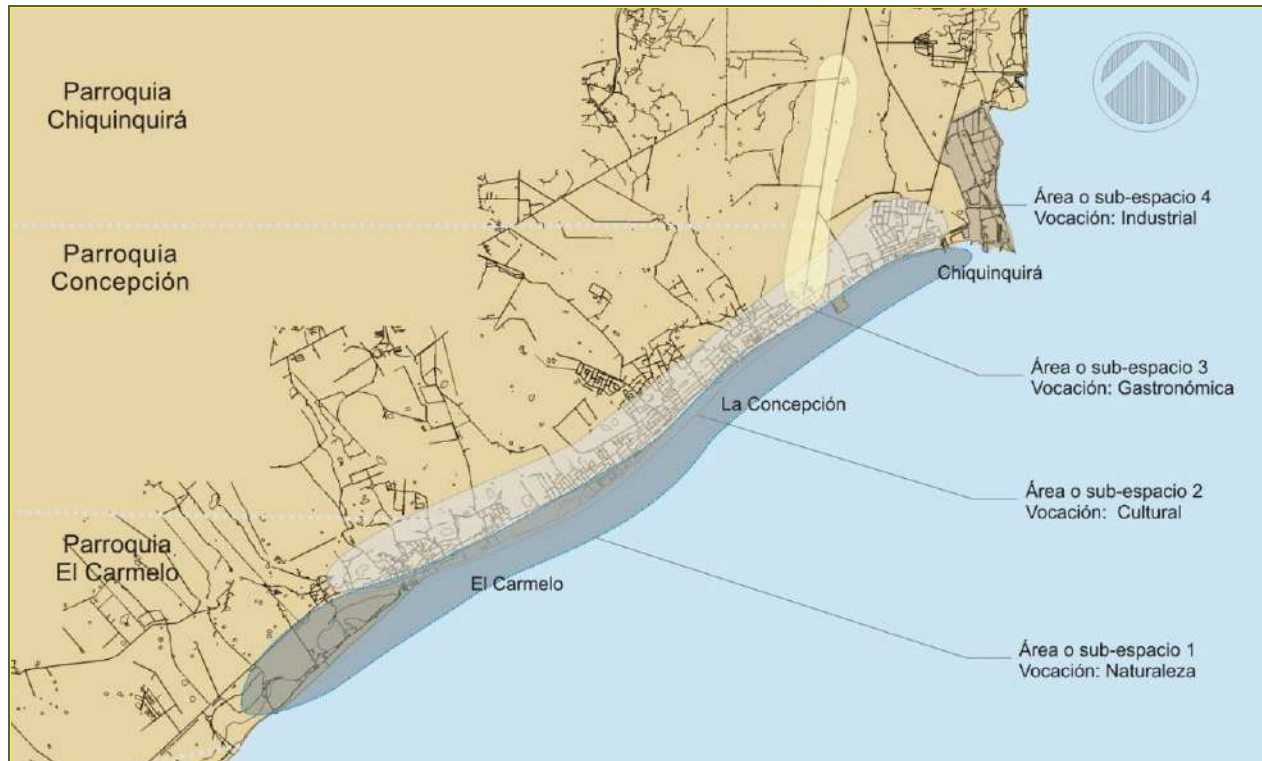 Parroquia
Chiquinquirá
Parroquia
Concepción
Parroquia
El Carmelo
Área o sub-espacio 4
Vocación: Industrial
Chiquinquirá
Área o sub-espacio 3
Vocación: Gastronómica
La Concepción
Área o sub-espacio 2
Vocación: Cultural
El Carmelo
Área o sub-espacio 1
Vocación: Naturaleza